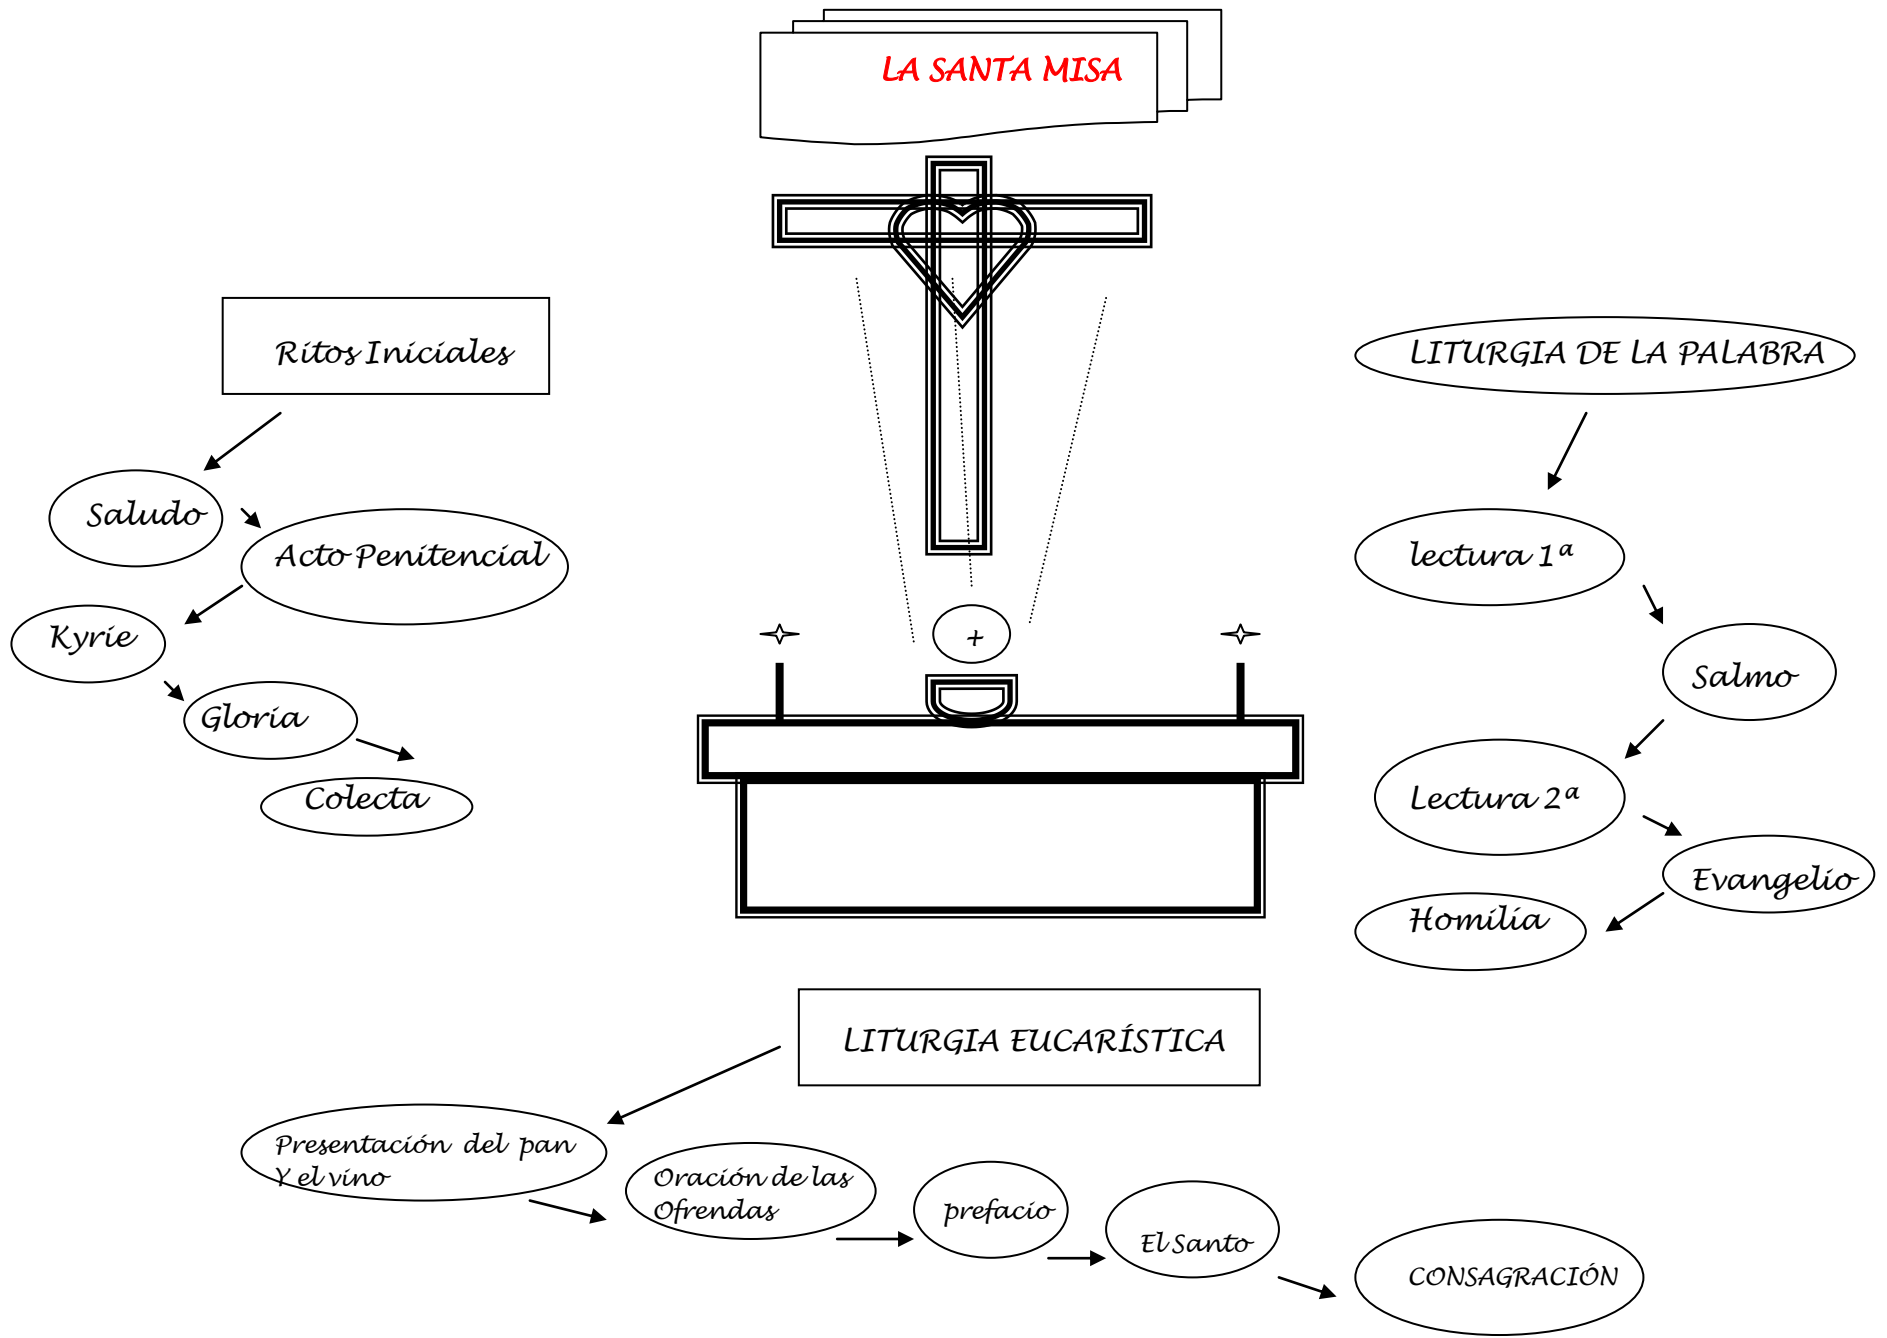 LA SANTA MISA
Ritos Iniciales
Saludo
Acto Penitencial
Kyrie
Gloria
Colecta
+
LITURGIA DE LA PALABRA
lectura 1ª
Salmo
Lectura 2ª
Evangelio
Homilía
LITURGIA EUCARÍSTICA
Presentación del pan
Y el vino
Oración de las
Ofrendas
prefacio
El Santo
CONSAGRACIÓN